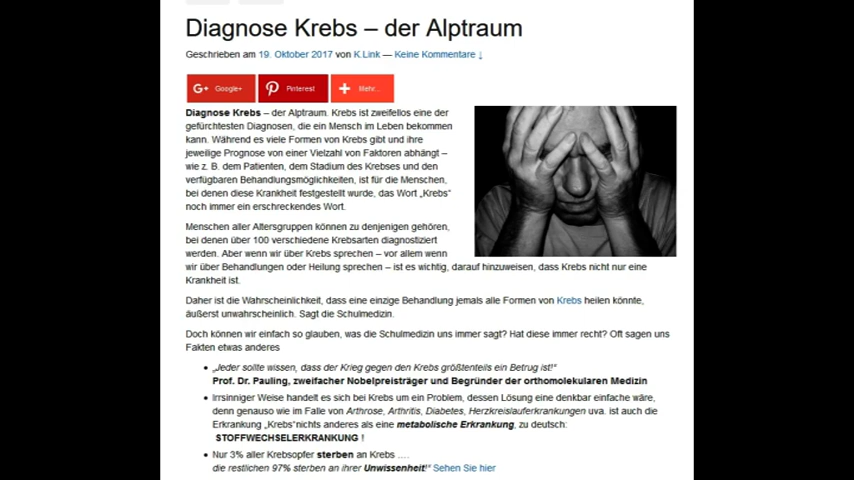 Diagnose Krebs – der Alptraum
Geschrieben am 19. Oktober 2017 von K.Link — Keine Kommentare ↓
Google+ Pinterest Mehr...
Diagnose Krebs – der Alptraum. Krebs ist zweifellos eine der
gefürchtesten Diagnosen, die ein Mensch im Leben bekommen
kann. Während es viele Formen von Krebs gibt und ihre
jeweilige Prognose von einer Vielzahl von Faktoren abhängt –
wie z. B. dem Patienten, dem Stadium des Krebses und den
verfügbaren Behandlungsmöglichkeiten, ist für die Menschen,
bei denen diese Krankheit festgestellt wurde, das Wort „Krebs"
noch immer ein erschreckendes Wort.
Menschen aller Altersgruppen können zu denjenigen gehören,
bei denen über 100 verschiedene Krebsarten diagnostiziert
werden. Aber wenn wir über Krebs sprechen – vor allem wenn
wir über Behandlungen oder Heilung sprechen – ist es wichtig, darauf hinzuweisen, dass Krebs nicht nur eine
Krankheit ist.
Daher ist die Wahrscheinlichkeit, dass eine einzige Behandlung jemals alle Formen von Krebs heilen könnte,
äußerst unwahrscheinlich. Sagt die Schulmedizin.
Doch können wir einfach so glauben, was die Schulmedizin uns immer sagt? Hat diese immer recht? Oft sagen uns
Fakten etwas anderes
• „Jeder sollte wissen, dass der Krieg gegen den Krebs größtenteils ein Betrug ist!"
Prof. Dr. Pauling, zweifacher Nobelpreisträger und Begründer der orthomolekularen Medizin
• Irrsinniger Weise handelt es sich bei Krebs um ein Problem, dessen Lösung eine denkbar einfache wäre,
denn genauso wie im Falle von Arthrose, Arthritis, Diabetes, Herzkreislauferkrankungen uva. ist auch die
Erkrankung „Krebs"nichts anderes als eine metabolische Erkrankung, zu deutsch:
STOFFWECHSELERKRANKUNG !
• Nur 3% aller Krebsopfer sterben an Krebs ....
die restlichen 97% sterben an ihrer Unwissenheit!" Sehen Sie hier